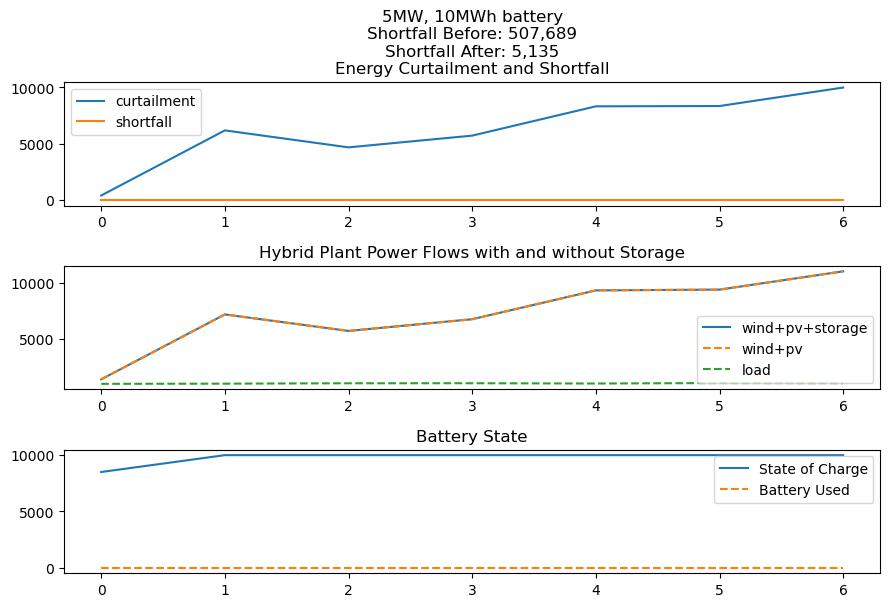 5MW, 10MWh battery
Shortfall Before: 507,689
Shortfall After: 5,135
Energy Curtailment and Shortfall
10000
5000
0
curtailment
shortfall
0 1 2 3 4 5 6
Hybrid Plant Power Flows with and without Storage
10000
5000
wind+pv+storage
wind+pv
load
0 1 2 3 4 5 6
Battery State
10000
5000
0
State of Charge
Battery Used
0 1 2 3 4 5 6